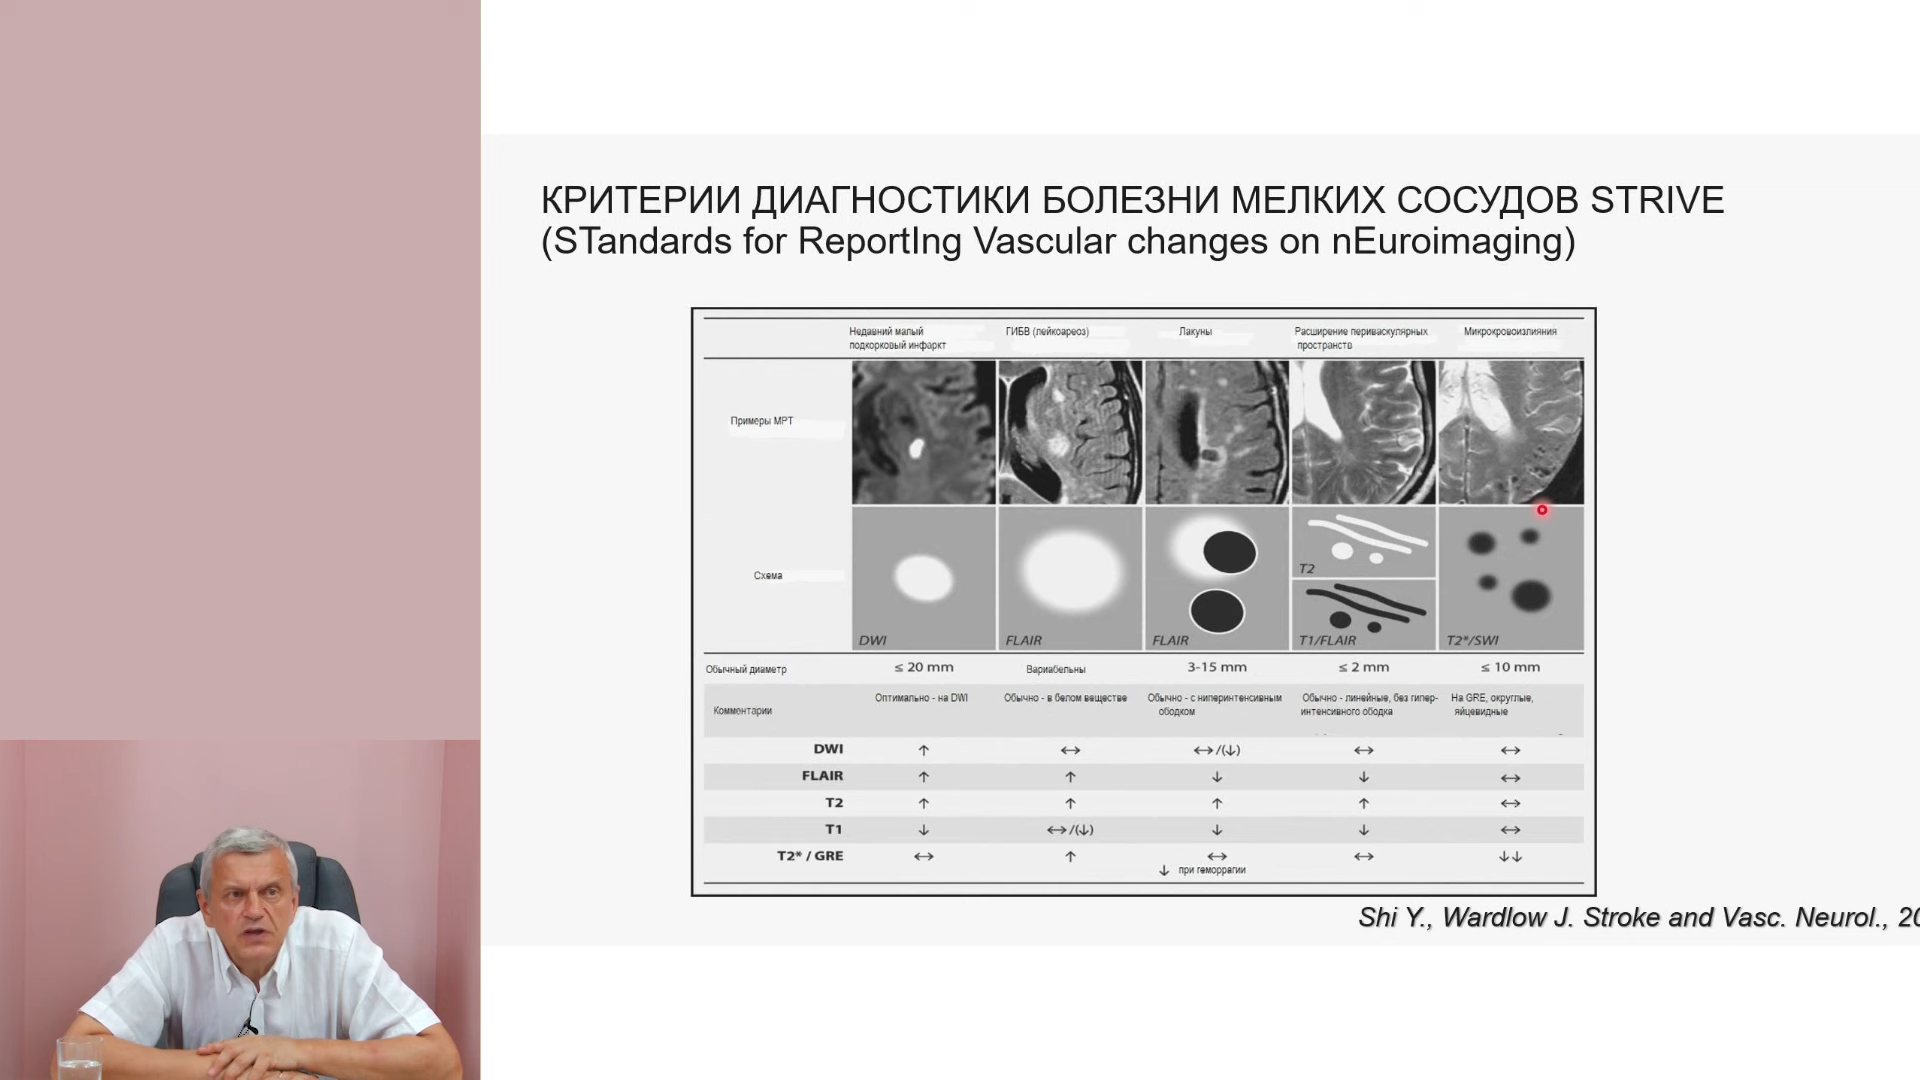 КРИТЕРИИ ДИАГНОСТИКИ БОЛЕЗНИ МЕЛКИХ СОСУДОВ STRIVE
(STandards for ReportIng Vascular changes on nEuroimaging)
Недавний малый
подкорковый инфаркт
ГИБВ (лейкоареоз)
Лакуны
Расширение периваскулярных
пространств
Микрокровоизлияния
Примеры МРТ
Схема
DWI
FLAIR
FLAIR
T2
T1/FLAIR
T2*/SWI
Обычный диаметр ≤ 20 mm Вариабельны 3-15 mm ≤ 2 mm ≤ 10 mm
Комментарии
Оптимально - на DWI
Обычно - в белом веществе
Обычно - с ниперинтенсивным
ободком
Обычно - линейные, без гипер-
интенсивного ободка
На GRE, округлые,
яйцевидные
DWI ↑ ↔ ↔/(↓) ↔ ↔
FLAIR ↑ ↑ ↓ ↓ ↔
T2 ↑ ↑ ↑ ↑ ↔
T1 ↓ ↔/(↓) ↓ ↓ ↔
T2* / GRE ↔ ↑ ↔ ↔ ↓↓
↓ при геморрагии
Shi Y., Wardlow J. Stroke and Vasc. Neurol.,